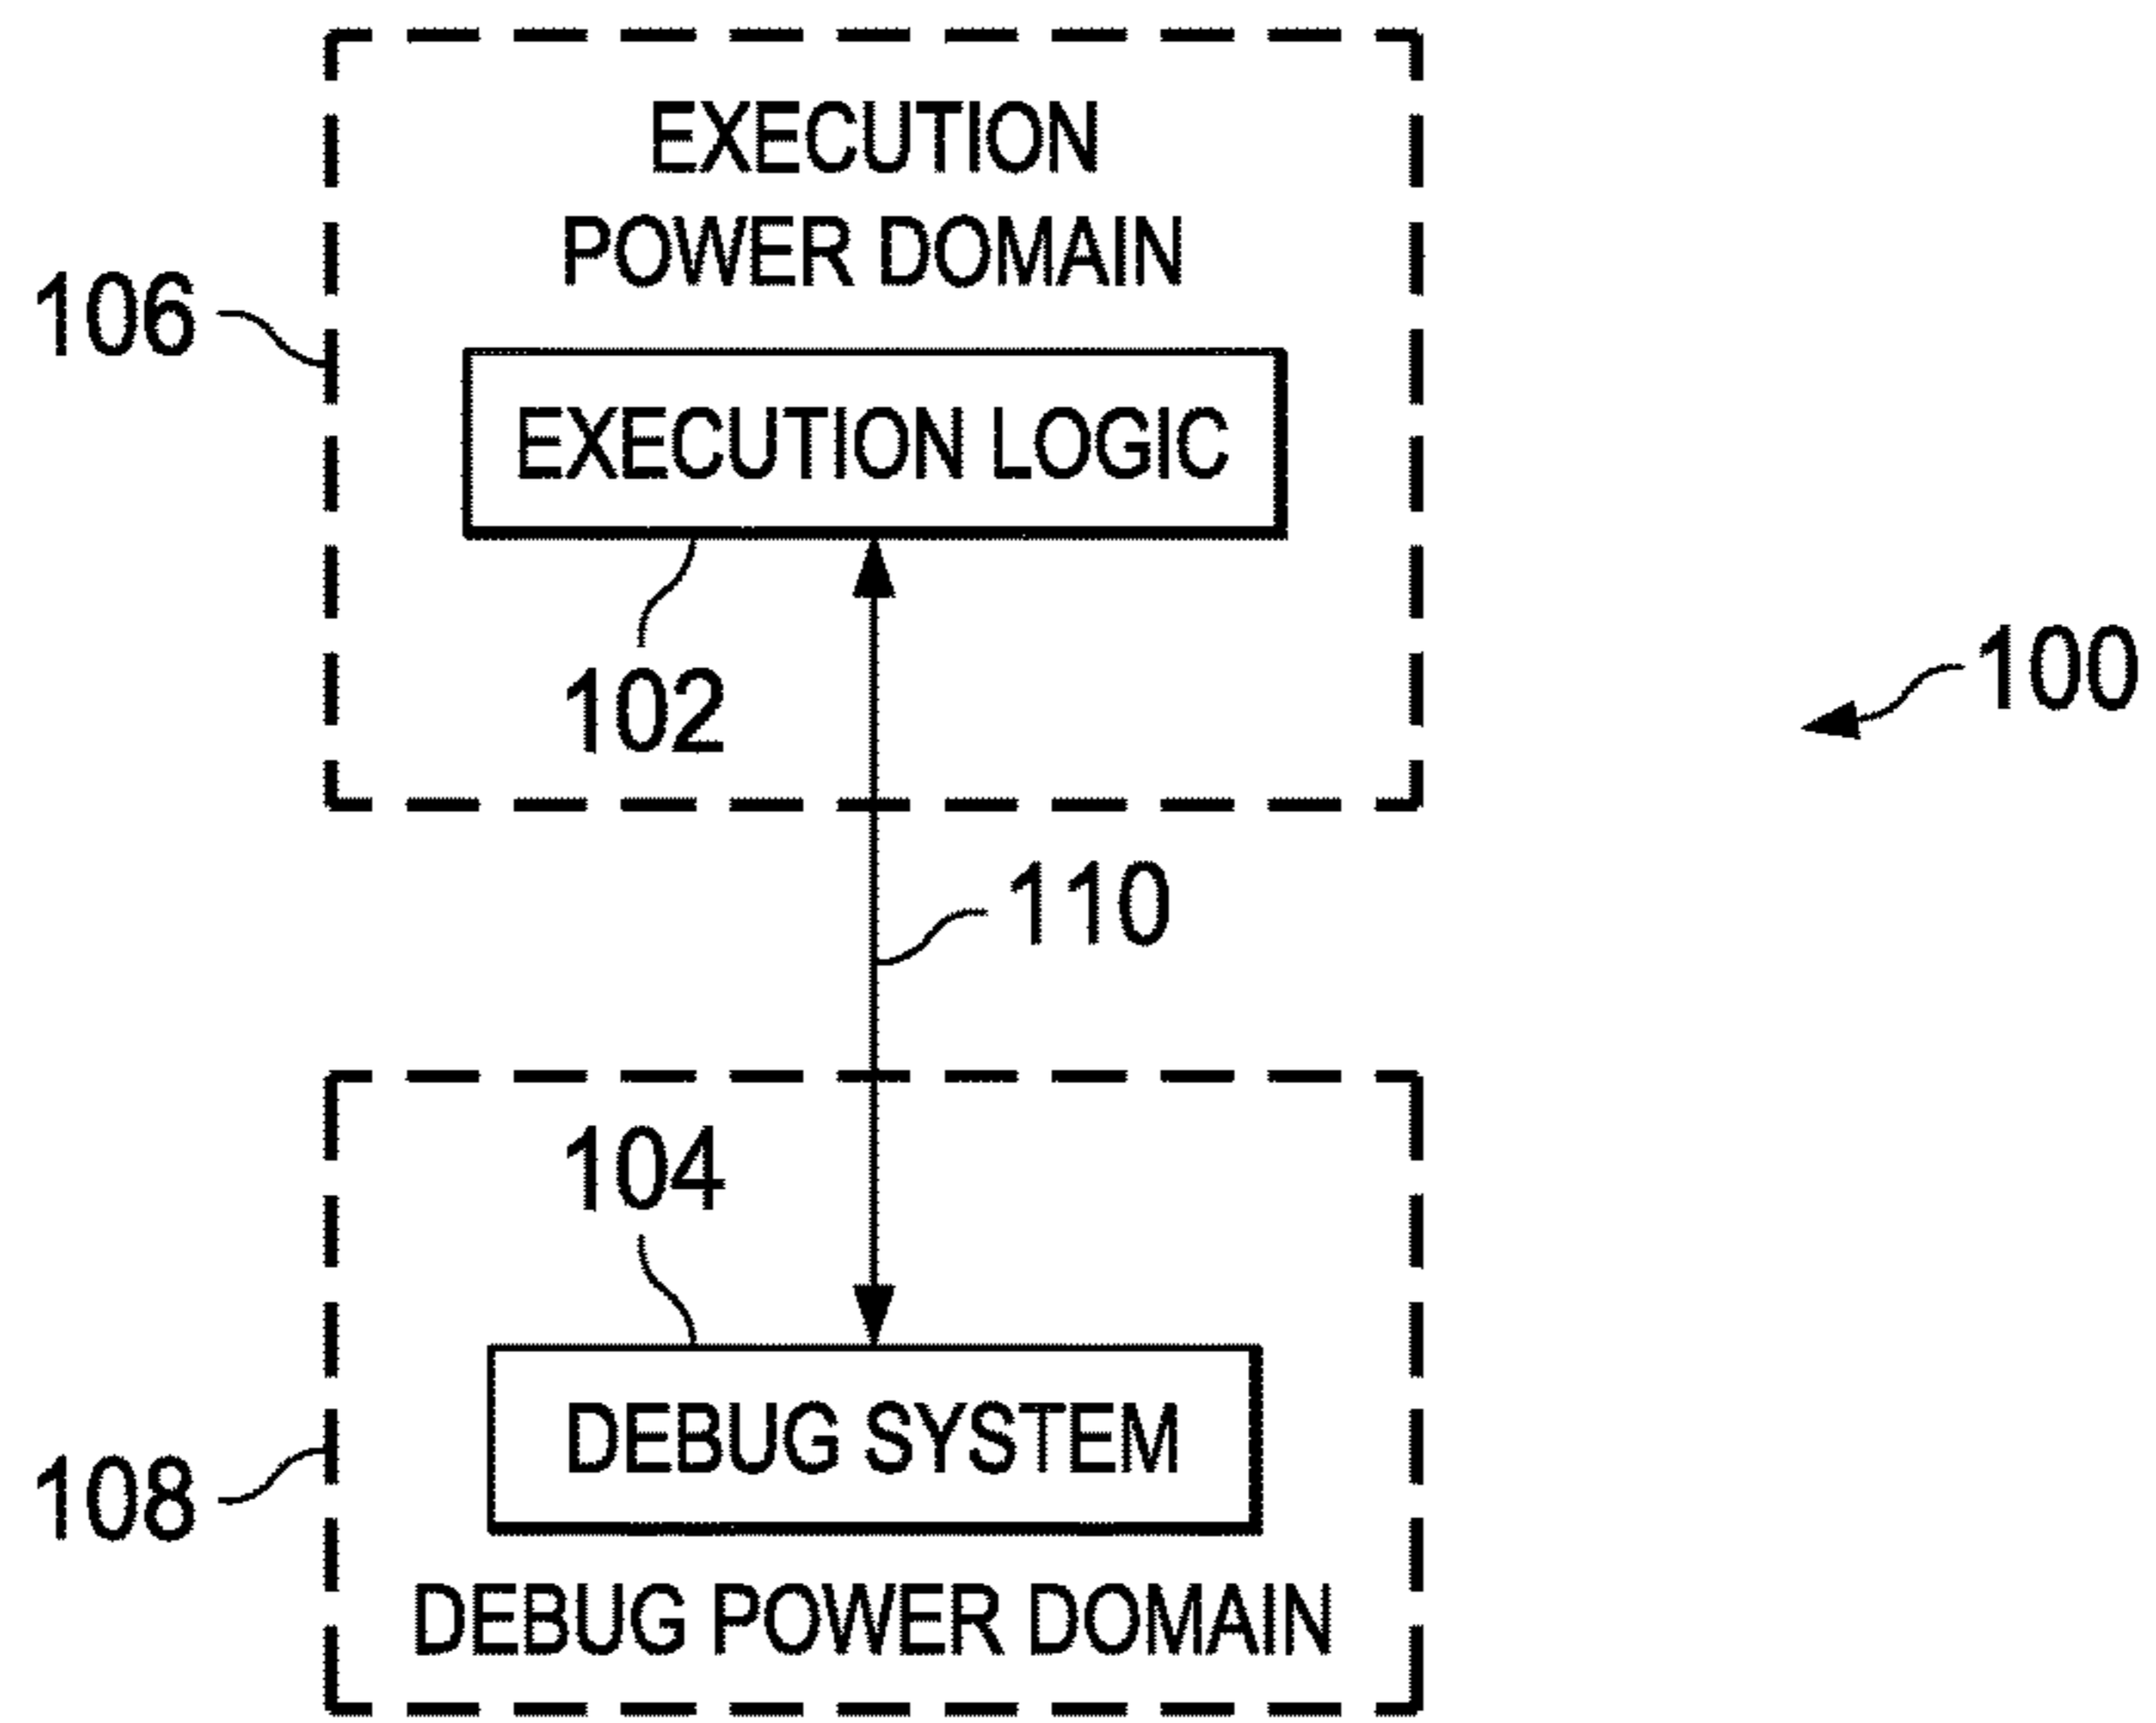 EXECUTION
POWER DOMAIN
106
EXECUTION LOGIC
102
100
110
104
DEBUG SYSTEM
108
DEBUG POWER DOMAIN